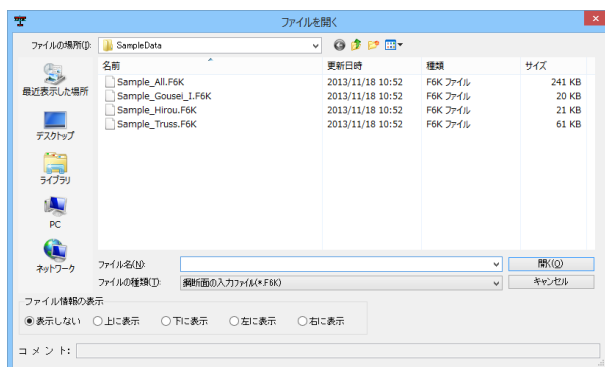 ファイルを開く
ファイルの場所(I):
SampleData
名前
更新日時
種類
サイズ
Sample_All.F6K
2013/11/18 10:52
F6K ファイル
241 KB
Sample_Gousei_I.F6K
2013/11/18 10:52
F6K ファイル
20 KB
Sample_Hirou.F6K
2013/11/18 10:52
F6K ファイル
21 KB
Sample_Truss.F6K
2013/11/18 10:52
F6K ファイル
61 KB
最近表示した場所
デスクトップ
ライブラリ
PC
ネットワーク
ファイル名(N):
開く(O)
ファイルの種類(T):
鋼断面の入力ファイル(*.F6K)
キャンセル
ファイル情報の表示
表示しない
上に表示
下に表示
左に表示
右に表示
コメント: